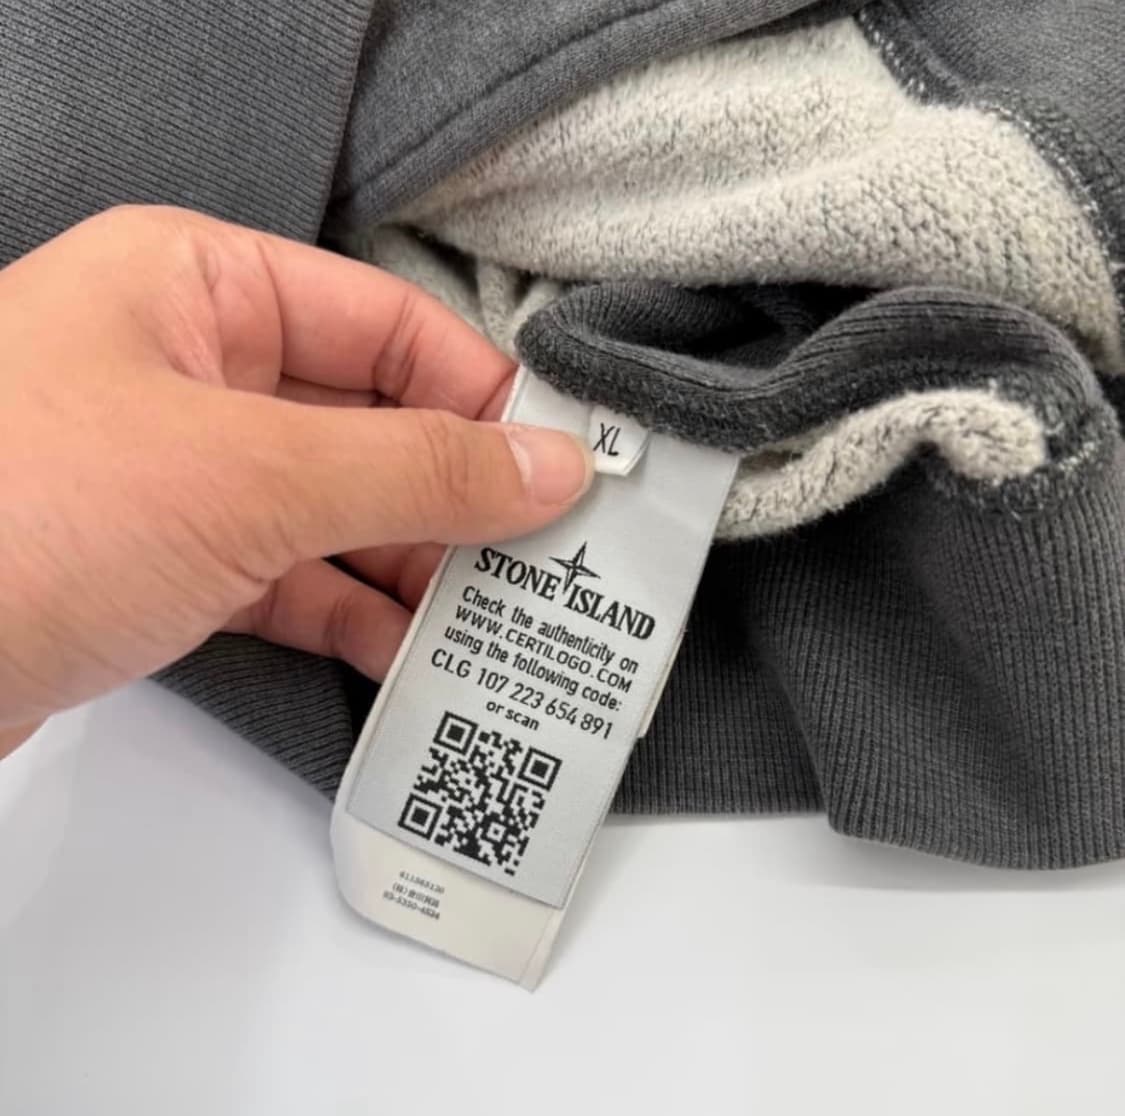 XL
STONE ISLAND
Check the authenticity on
WWW.CERTILOGO.COM
using the following code:
CLG 107 223 654 891
or scan